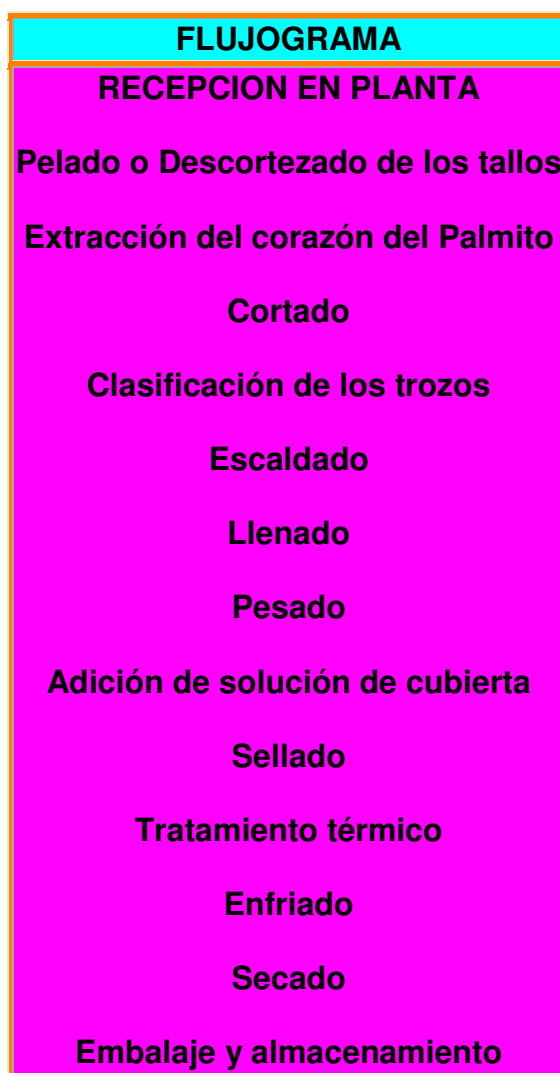 FLUJOGRAMA
RECEPCION EN PLANTA
Pelado o Descortezado de los tallos
Extracción del corazón del Palmito
Cortado
Clasificación de los trozos
Escaldado
Llenado
Pesado
Adición de solución de cubierta
Sellado
Tratamiento térmico
Enfriado
Secado
Embalaje y almacenamiento